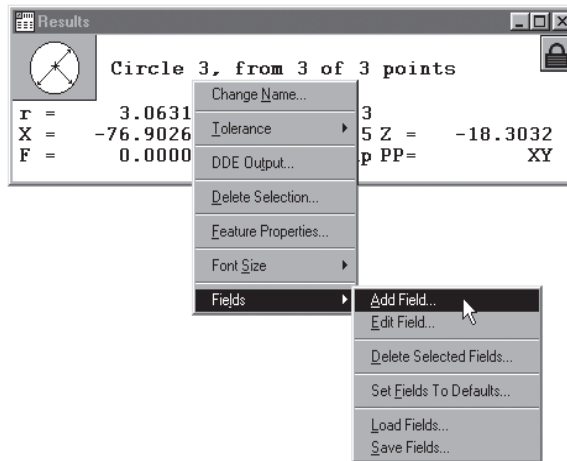 Results
Circle 3, from 3 of 3 points
r = 3.0631 3
X = -76.9026 5 Z = -18.3032
F = 0.0000 p PP= XY
Change Name...
Tolerance
DDE Output...
Delete Selection...
Feature Properties...
Font Size
Fields
Add Field...
Edit Field...
Delete Selected Fields...
Set Fields To Defaults...
Load Fields...
Save Fields...